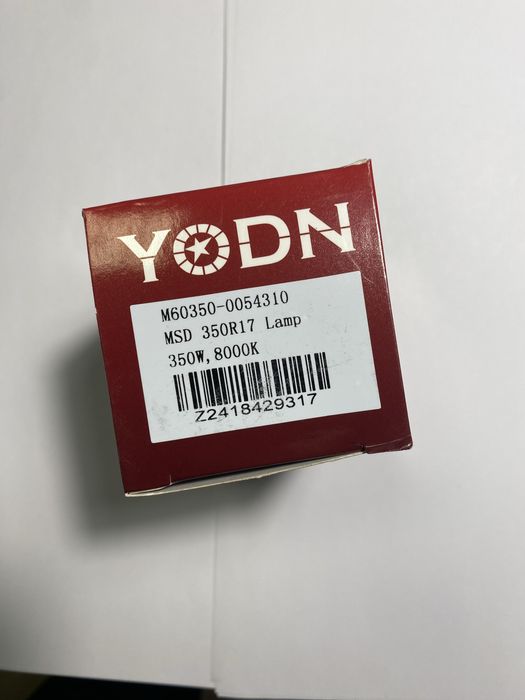 YODN
M60350-0054310
MSD 350R17 Lamp
350W, 8000K
Z2418429317